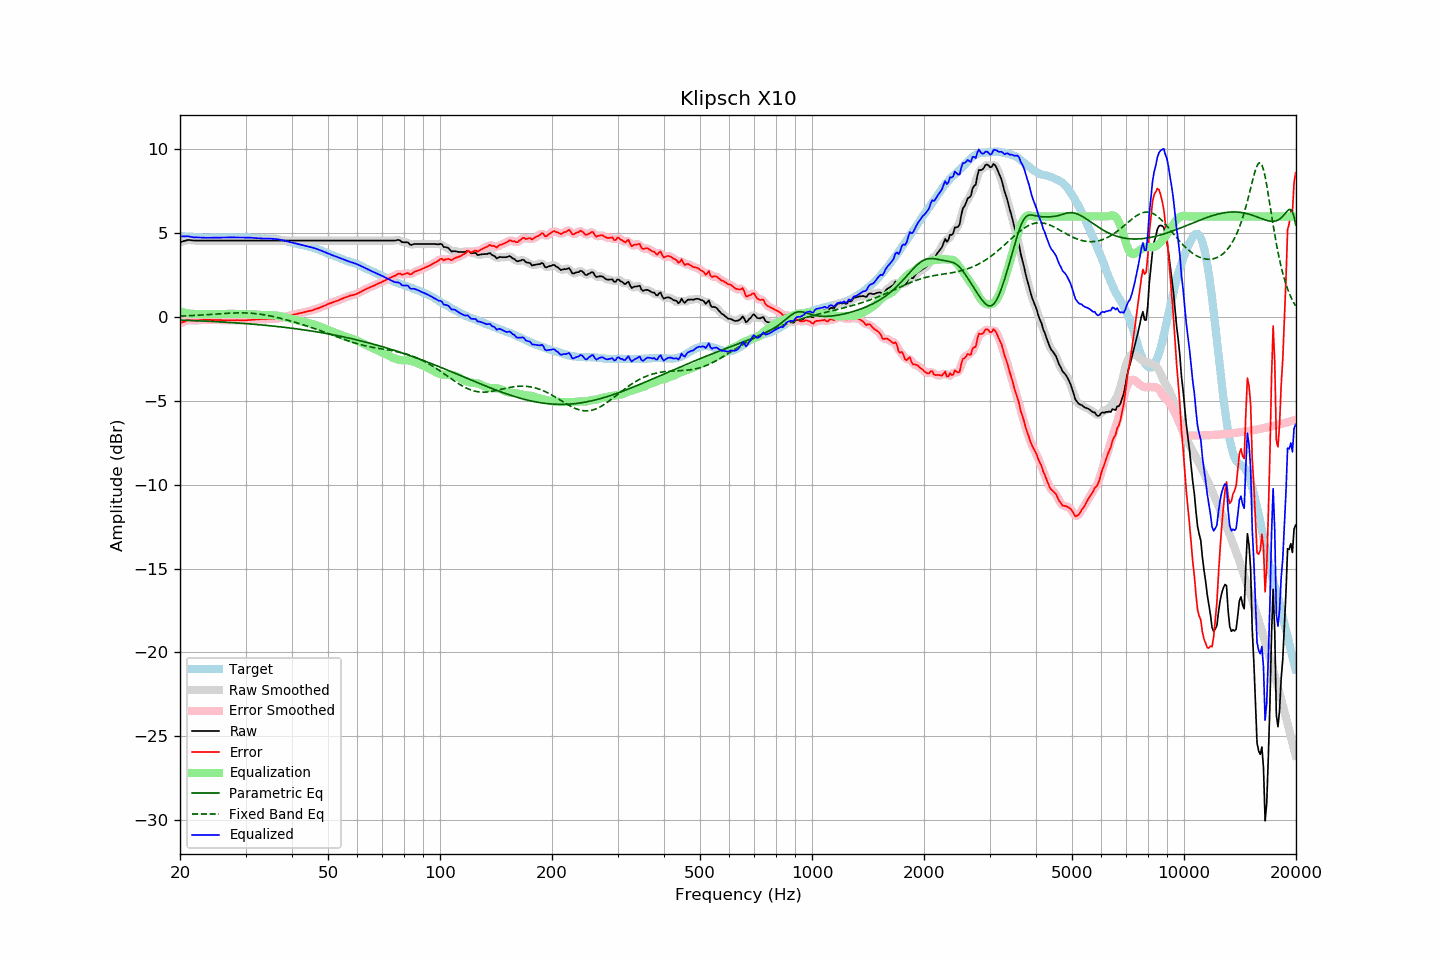 Klipsch X10
10
5
0
−5
−10
−15
−20
−25
−30
Amplitude (dBr)
Target
Raw Smoothed
Error Smoothed
Raw
Error
Equalization
Parametric Eq
Fixed Band Eq
Equalized
20 50 100 200 500 1000 2000 5000 10000 20000
Frequency (Hz)